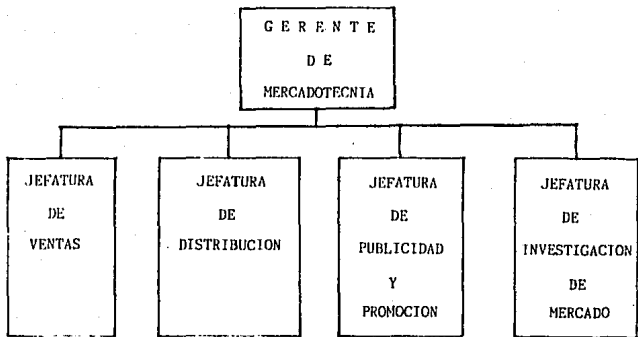 G E R E N T E
D E
MERCADOTECNIA
JEFATURA
DE
VENTAS
JEFATURA
DE
DISTRIBUCION
JEFATURA
DE
PUBLICIDAD
Y
PROMOCION
JEFATURA
DE
INVESTIGACION
DE
MERCADO